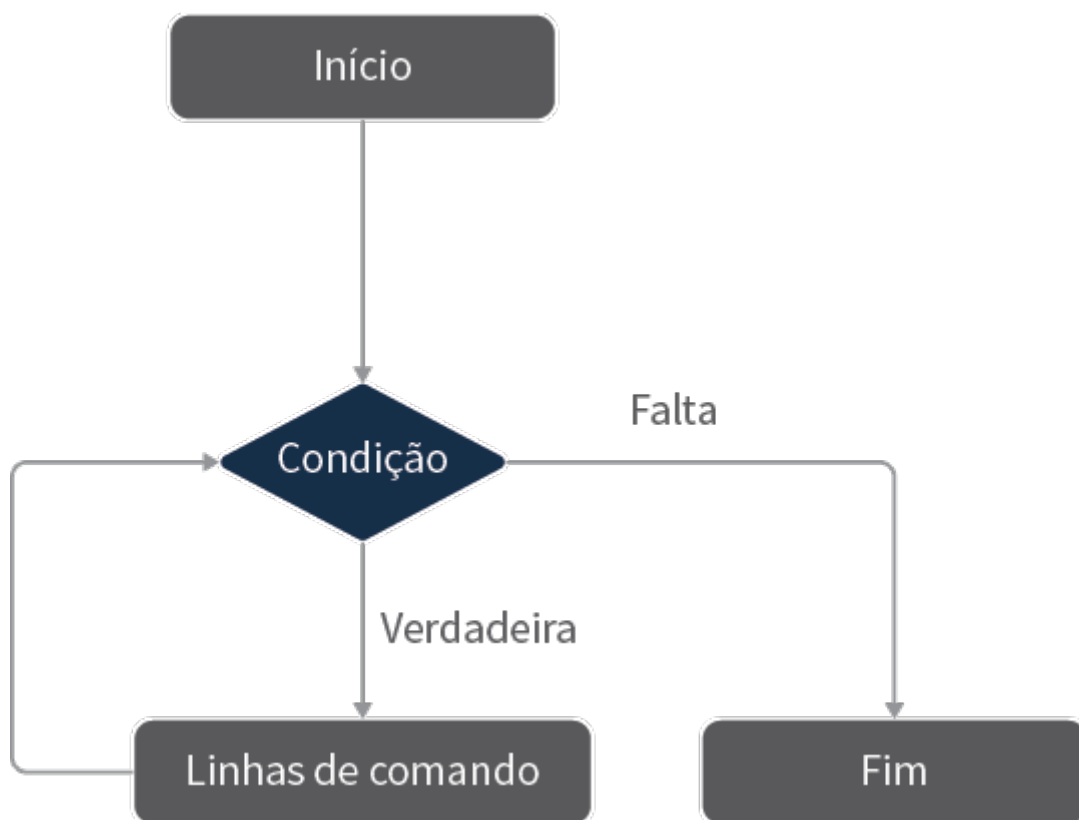 Início
Falta
Condição
Verdadeira
Linhas de comando
Fim